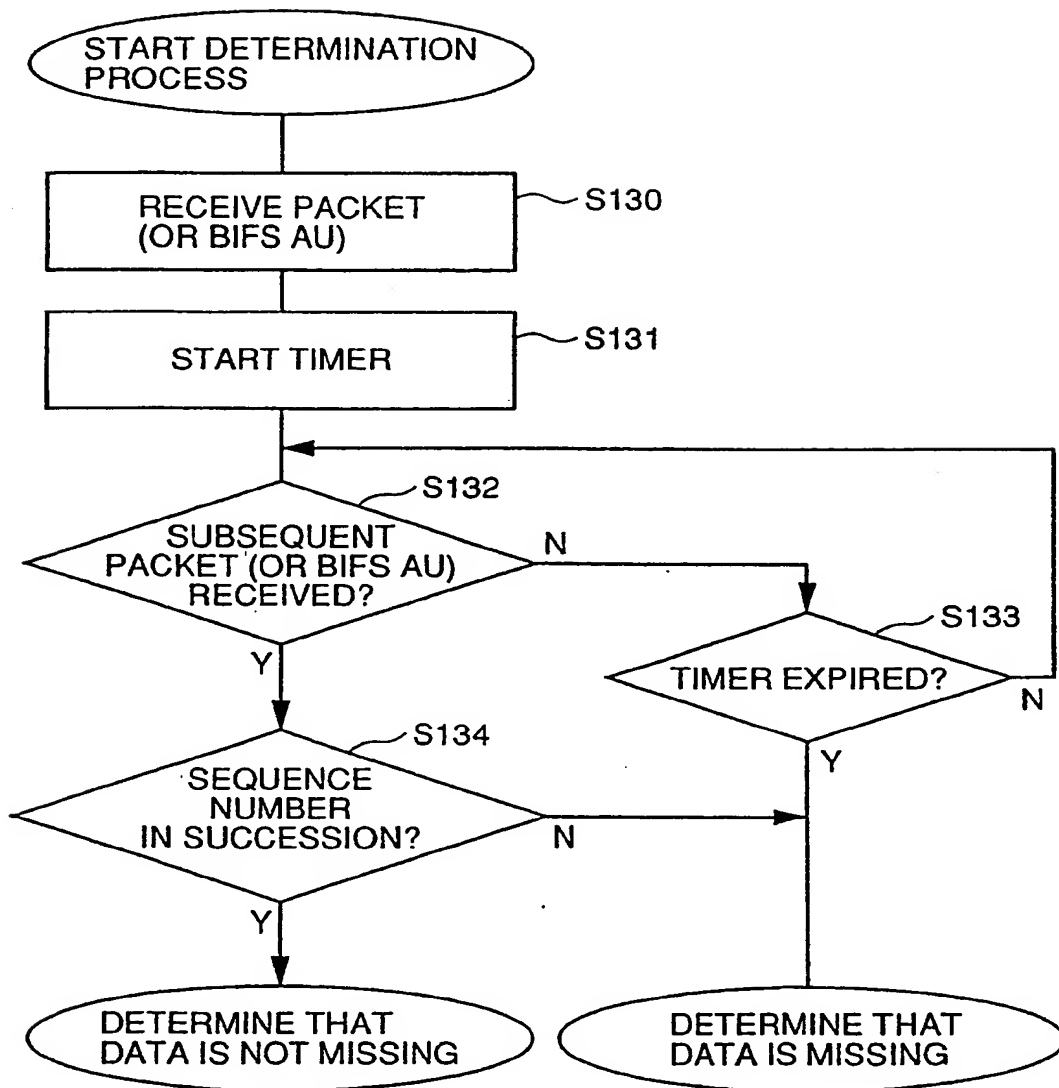 START DETERMINATION
PROCESS
RECEIVE PACKET
(OR BIFS AU)
S130
START TIMER
S131
S132
SUBSEQUENT
PACKET (OR BIFS AU)
RECEIVED?
N
Y
S133
TIMER EXPIRED?
N
Y
S134
SEQUENCE
NUMBER
IN SUCCESSION?
N
Y
DETERMINE THAT
DATA IS NOT MISSING
DETERMINE THAT
DATA IS MISSING